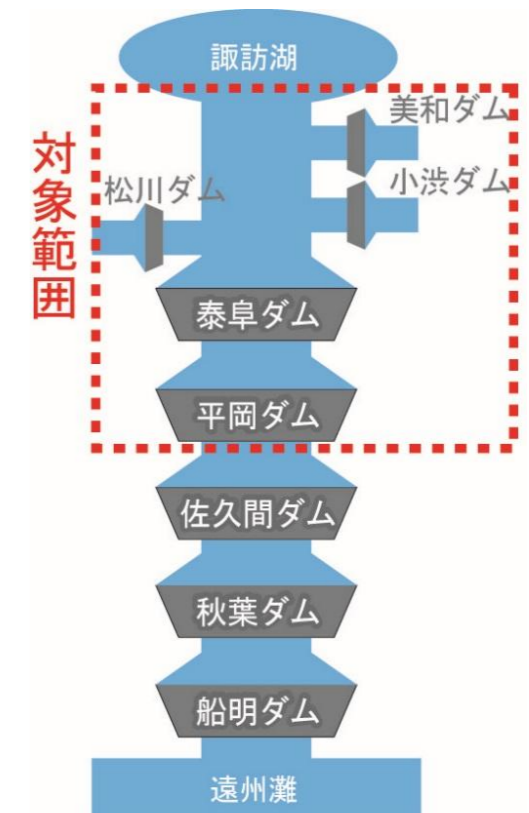 諏訪湖
美和ダム
対象範囲
松川ダム
小渋ダム
泰阜ダム
平岡ダム
佐久間ダム
秋葉ダム
船明ダム
遠州灘